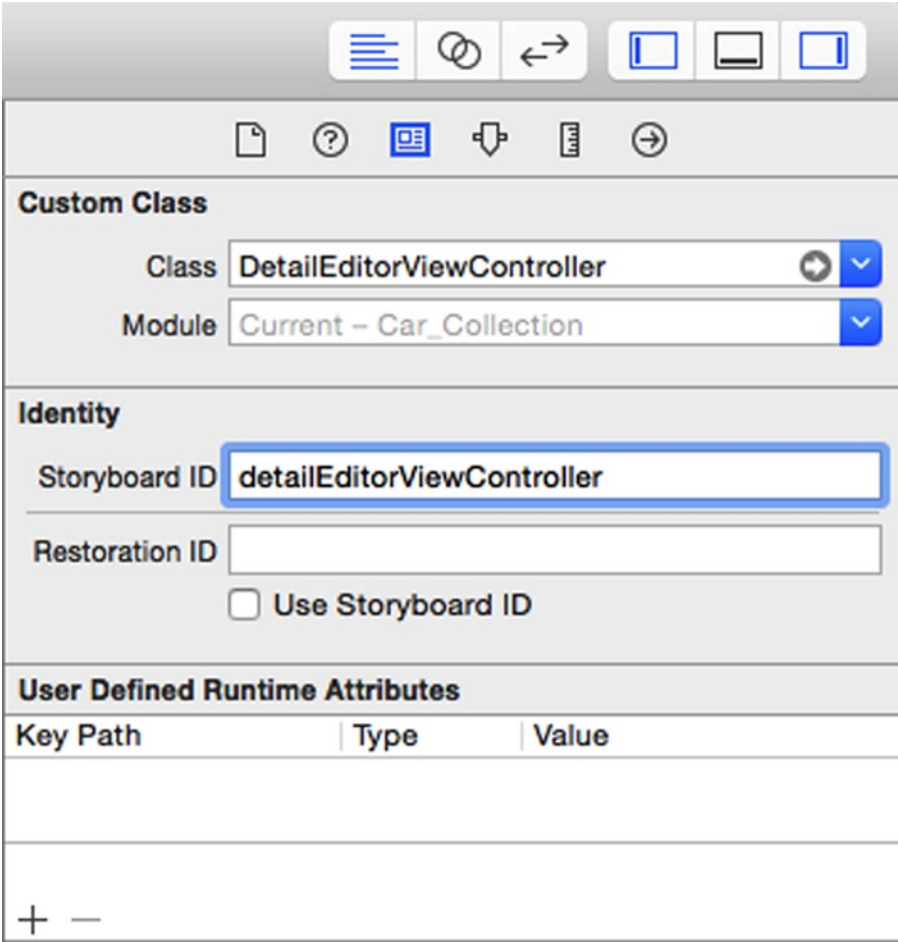 Custom Class
Class DetailEditorViewController
Module Current – Car_Collection
Identity
Storyboard ID detailEditorViewController
Restoration ID
Use Storyboard ID
User Defined Runtime Attributes
Key Path Type Value